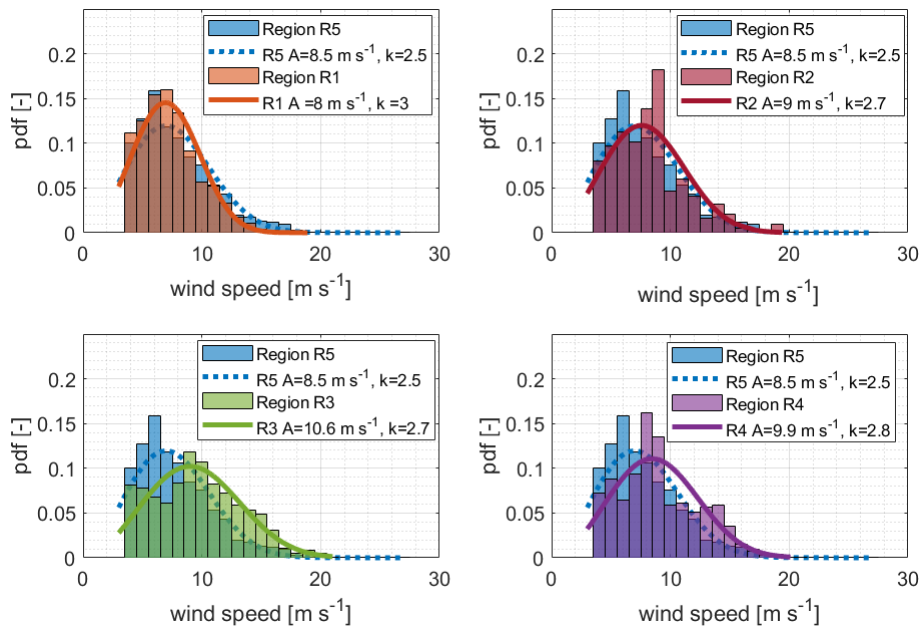 Region R5
R5 A=8.5 m s⁻¹, k=2.5
Region R1
R1 A =8 m s⁻¹, k =3
0.2
0.15
0.1
0.05
0
pdf [-]
0 10 20 30
wind speed [m s⁻¹]
Region R5
R5 A=8.5 m s⁻¹, k=2.5
Region R2
R2 A=9 m s⁻¹, k=2.7
0.2
0.15
0.1
0.05
0
pdf [-]
0 10 20 30
wind speed [m s⁻¹]
Region R5
R5 A=8.5 m s⁻¹, k=2.5
Region R3
R3 A=10.6 m s⁻¹, k=2.7
0.2
0.15
0.1
0.05
0
pdf [-]
0 10 20 30
wind speed [m s⁻¹]
Region R5
R5 A=8.5 m s⁻¹, k=2.5
Region R4
R4 A=9.9 m s⁻¹, k=2.8
0.2
0.15
0.1
0.05
0
pdf [-]
0 10 20 30
wind speed [m s⁻¹]